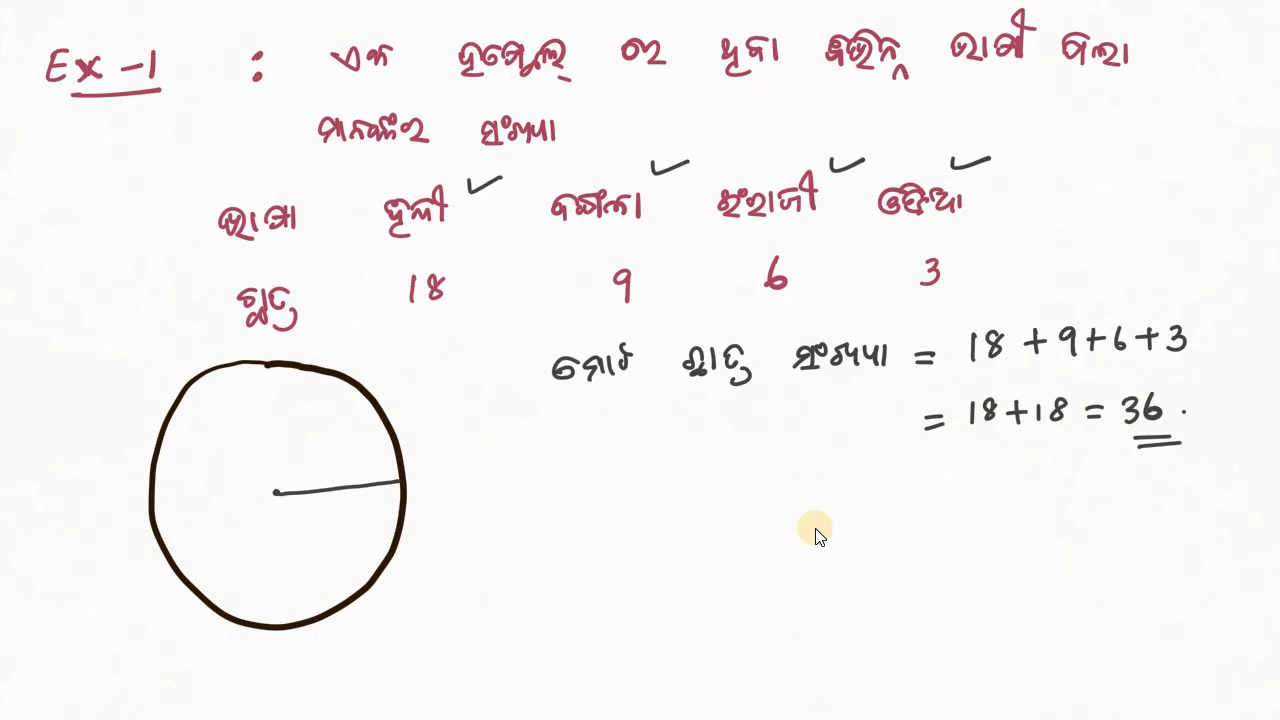 Ex-1 : ଏକ ହଷ୍ଟେଲ୍ ରେ ଥିବା ବିଭିନ୍ନ ଭାଷୀ ପିଲା
ମାନଙ୍କର ସଂଖ୍ୟା
ଭାଷା ହିନ୍ଦୀ ବଙ୍ଗଳା ଇଂରାଜୀ ଓଡ଼ିଆ
ଛାତ୍ର 18 9 6 3
ମୋଟ ଛାତ୍ର ସଂଖ୍ୟା = 18 + 9 + 6 + 3
= 18 + 18 = 36 .